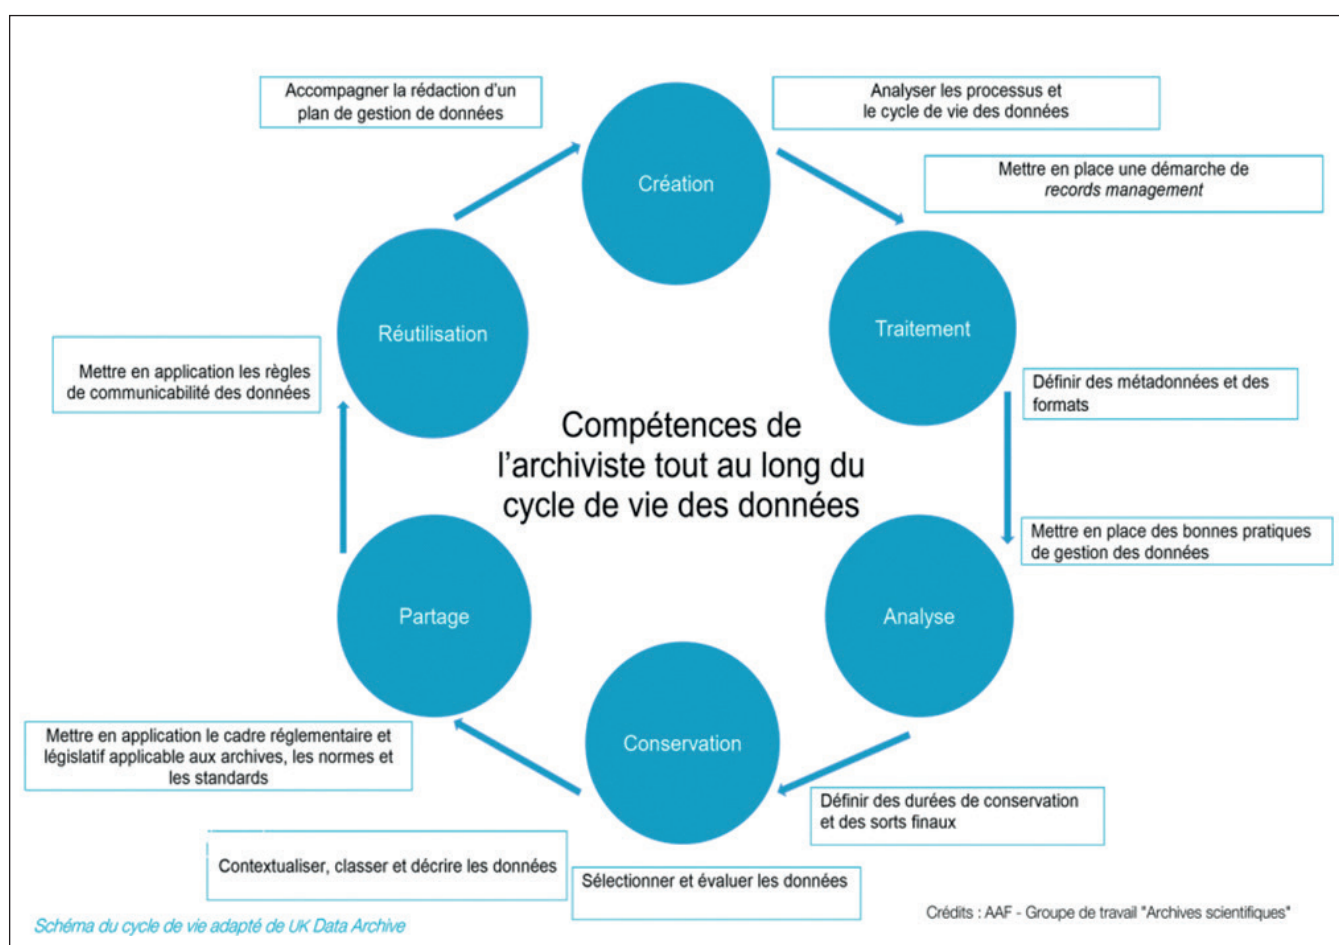 Accompagner la rédaction d'un
plan de gestion de données
Analyser les processus et
le cycle de vie des données
Création
Mettre en place une démarche de
records management
Traitement
Réutilisation
Mettre en application les règles
de communicabilité des données
Définir des métadonnées et des
formats
Compétences de
l'archiviste tout au long du
cycle de vie des données
Mettre en place des bonnes pratiques
de gestion des données
Partage
Analyse
Mettre en application le cadre réglementaire et
législatif applicable aux archives, les normes et
les standards
Conservation
Définir des durées de conservation
et des sorts finaux
Contextualiser, classer et décrire les données
Sélectionner et évaluer les données
Schéma du cycle de vie adapté de UK Data Archive
Crédits : AAF - Groupe de travail "Archives scientifiques"